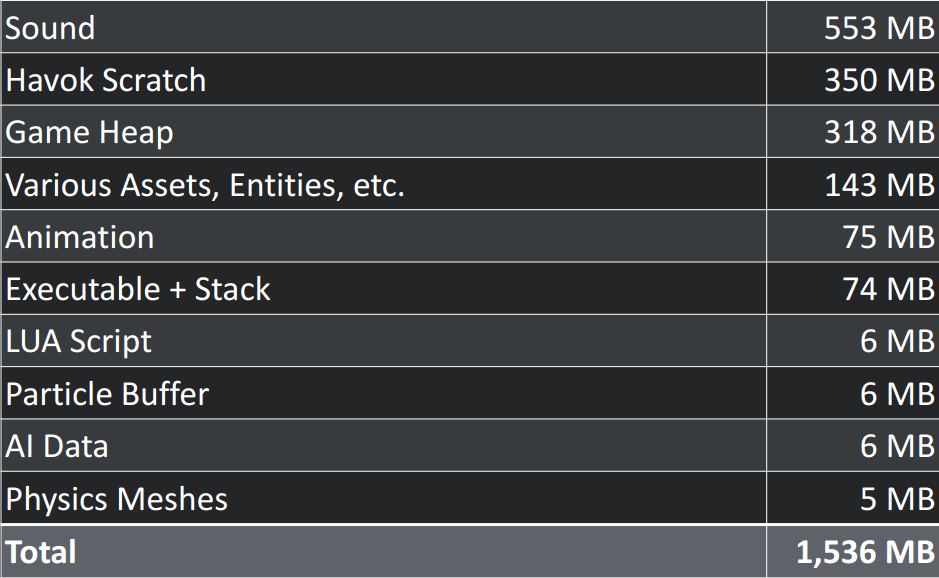 Sound 553 MB
Havok Scratch 350 MB
Game Heap 318 MB
Various Assets, Entities, etc. 143 MB
Animation 75 MB
Executable + Stack 74 MB
LUA Script 6 MB
Particle Buffer 6 MB
AI Data 6 MB
Physics Meshes 5 MB
Total 1,536 MB